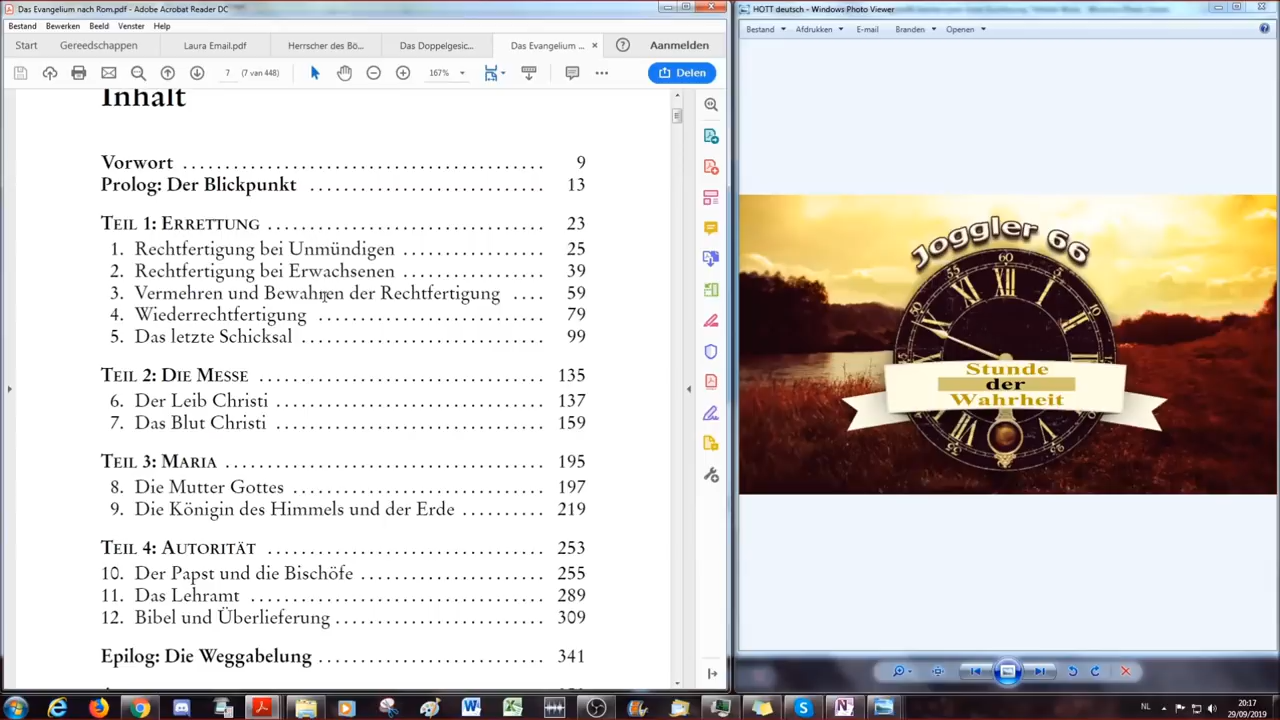 Das Evangelium nach Rom.pdf - Adobe Acrobat Reader DC
Bestand Bewerken Beeld Venster Help
Start Gereedschappen Laura Email.pdf Herrscher des Bö... Das Doppelgesic... Das Evangelium ... × ? Aanmelden
7 (7 van 448) 167% Delen
Inhalt
Vorwort 9
Prolog: Der Blickpunkt 13
TEIL 1: ERRETTUNG 23
1. Rechtfertigung bei Unmündigen 25
2. Rechtfertigung bei Erwachsenen 39
3. Vermehren und Bewahren der Rechtfertigung 59
4. Wiederrechtfertigung 79
5. Das letzte Schicksal 99
TEIL 2: DIE MESSE 135
6. Der Leib Christi 137
7. Das Blut Christi 159
TEIL 3: MARIA 195
8. Die Mutter Gottes 197
9. Die Königin des Himmels und der Erde 219
TEIL 4: AUTORITÄT 253
10. Der Papst und die Bischöfe 255
11. Das Lehramt 289
12. Bibel und Überlieferung 309
Epilog: Die Weggabelung 341
HOTT deutsch - Windows Photo Viewer
Bestand Afdrukken E-mail Branden Openen
Joggler 66
60
55 5
50 10
XII
Stunde
der
Wahrheit
NL 20:17
29/09/2019